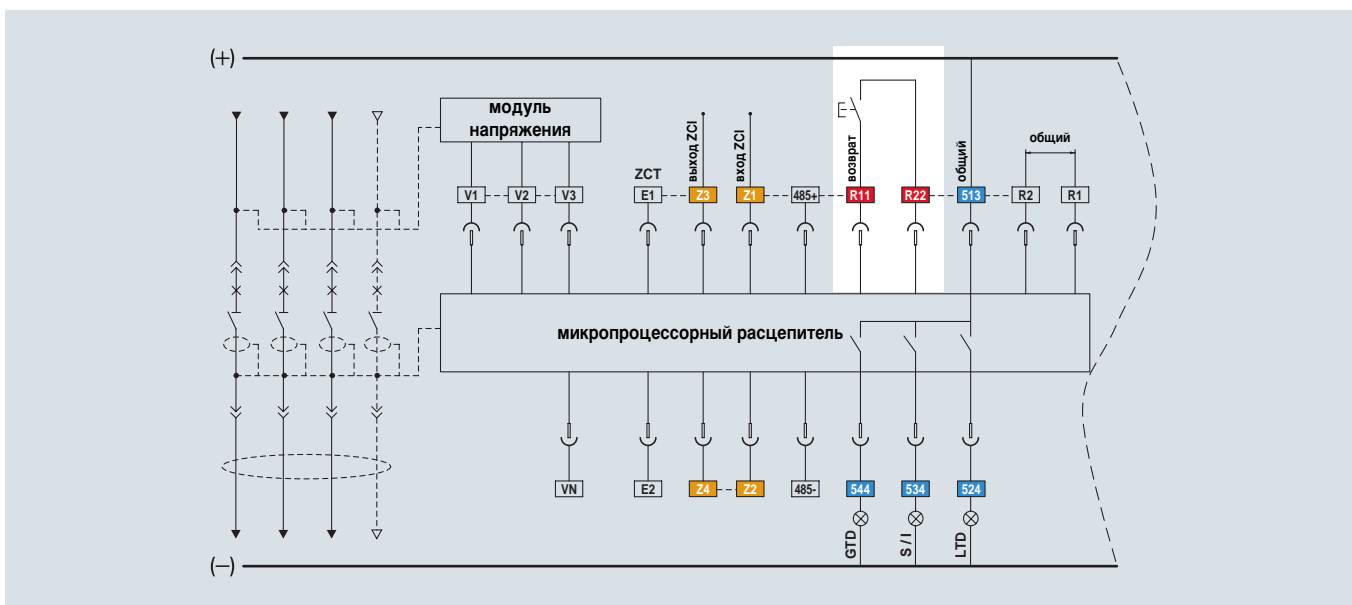 (+)
модуль
напряжения
выход ZCI
вход ZCI
возврат
общий
общий
ZCT
V1
V2
V3
E1
Z3
Z1
485+
R11
R22
513
R2
R1
микропроцессорный расцепитель
VN
E2
Z4
Z2
485-
544
534
524
GTD
S / I
LTD
(—)